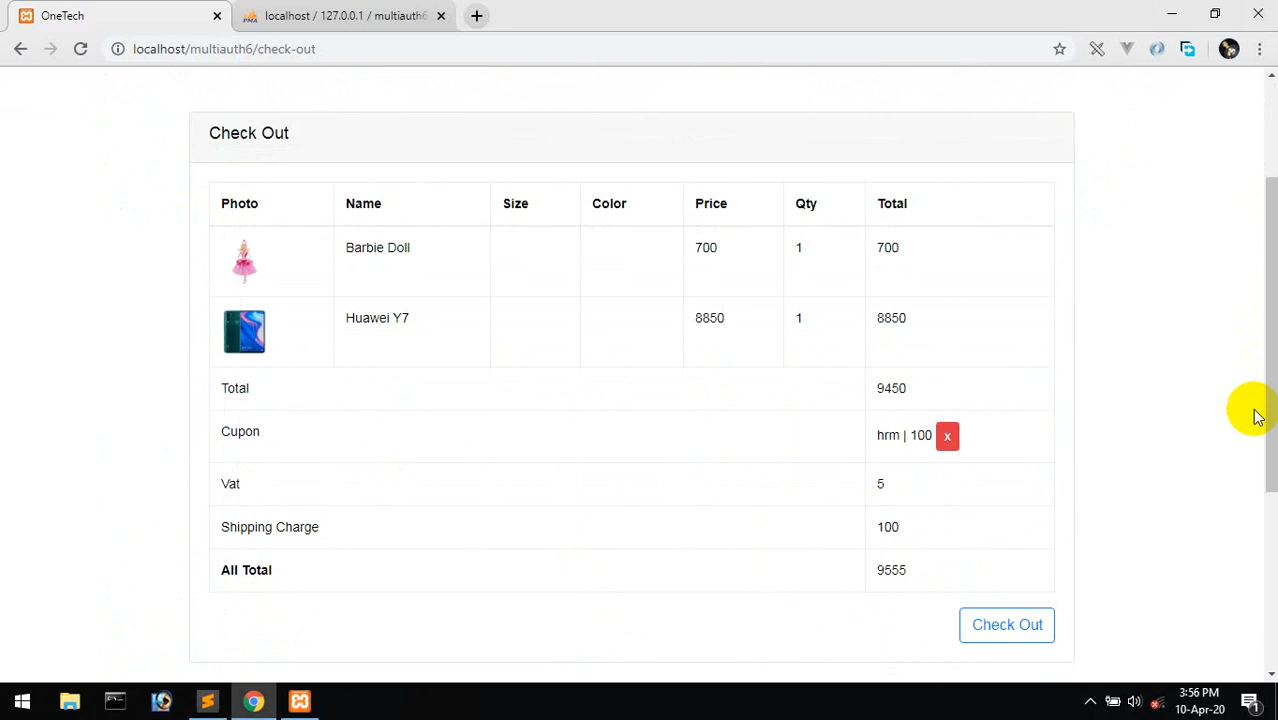 OneTech
localhost / 127.0.0.1 / multiauth6
localhost/multiauth6/check-out
Check Out
Photo Name Size Color Price Qty Total
Barbie Doll 700 1 700
Huawei Y7 8850 1 8850
Total 9450
Cupon hrm | 100 x
Vat 5
Shipping Charge 100
All Total 9555
Check Out
3:56 PM
10-Apr-20
1